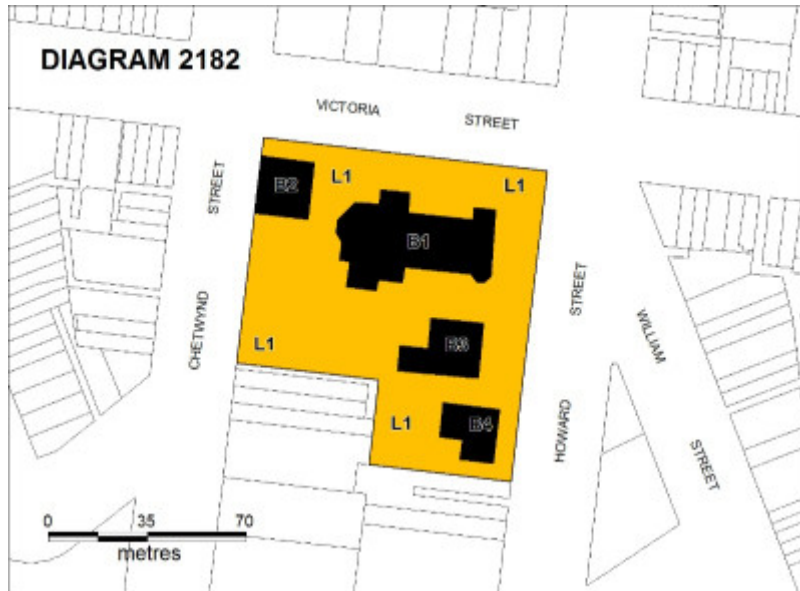 DIAGRAM 2182
VICTORIA STREET
STREET
B2
L1
L1
B1
STREET
WILLIAM
CHETWYND
L1
B3
L1
B4
HOWARD
STREET
0 35 70
metres